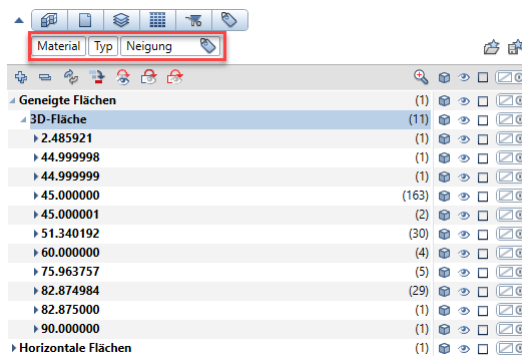 Material Typ Neigung
Geneigte Flächen (1)
3D-Fläche (11)
2.485921 (1)
44.999998 (1)
44.999999 (1)
45.000000 (163)
45.000001 (2)
51.340192 (30)
60.000000 (4)
75.963757 (5)
82.874984 (29)
82.875000 (1)
90.000000 (1)
Horizontale Flächen (1)